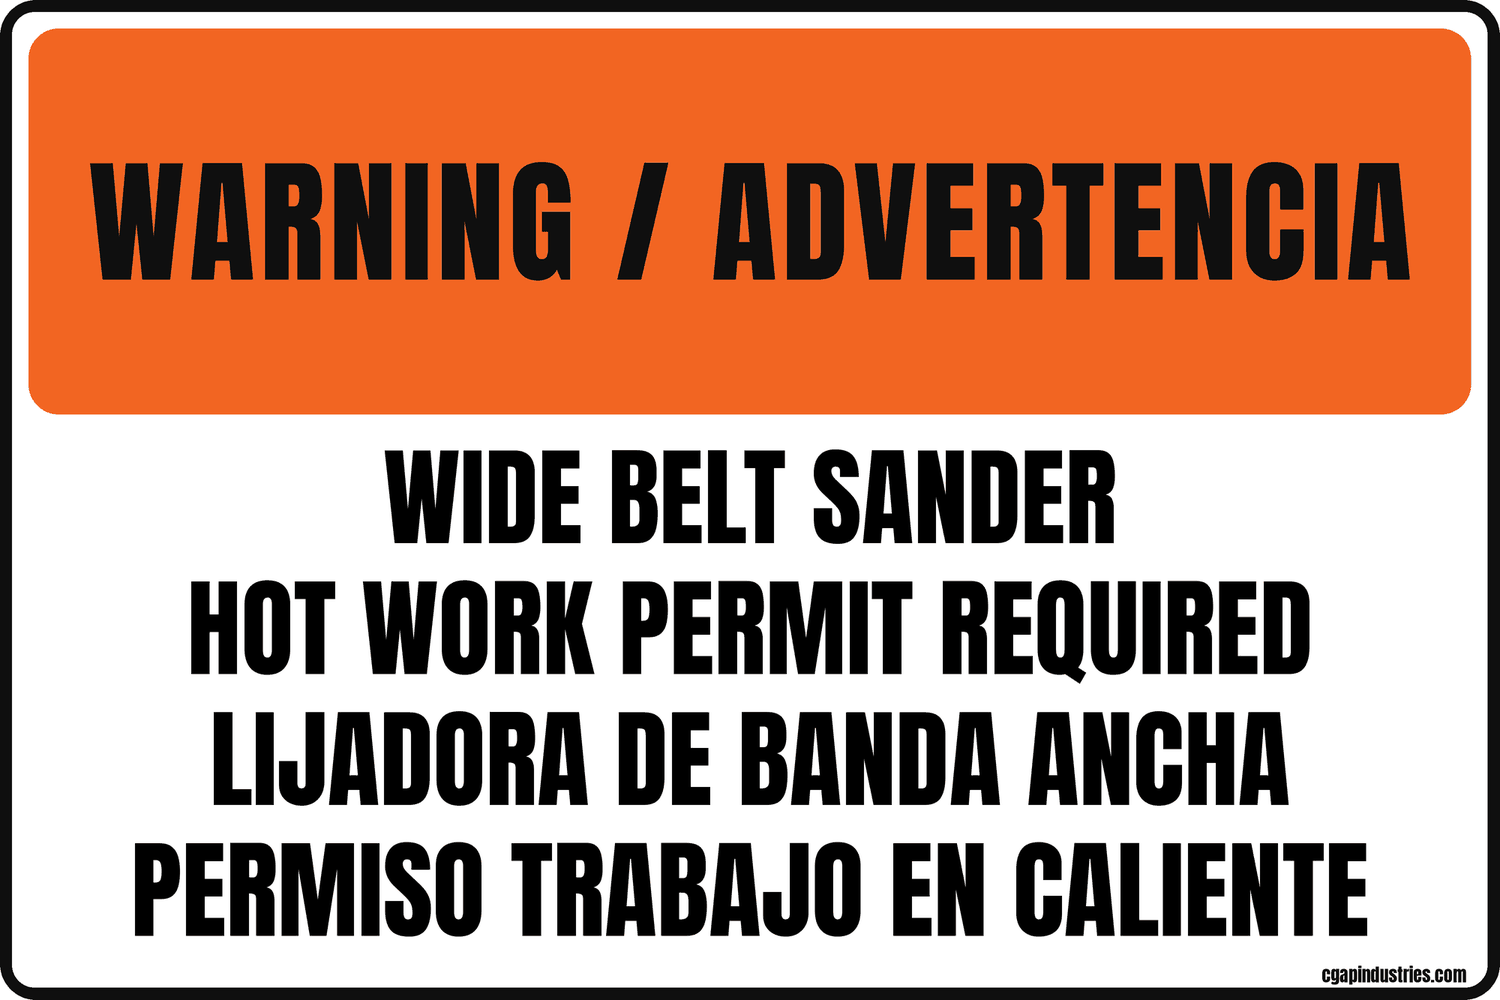 WARNING / ADVERTENCIA
WIDE BELT SANDER
HOT WORK PERMIT REQUIRED
LIJADORA DE BANDA ANCHA
PERMISO TRABAJO EN CALIENTE
cgapindustries.com